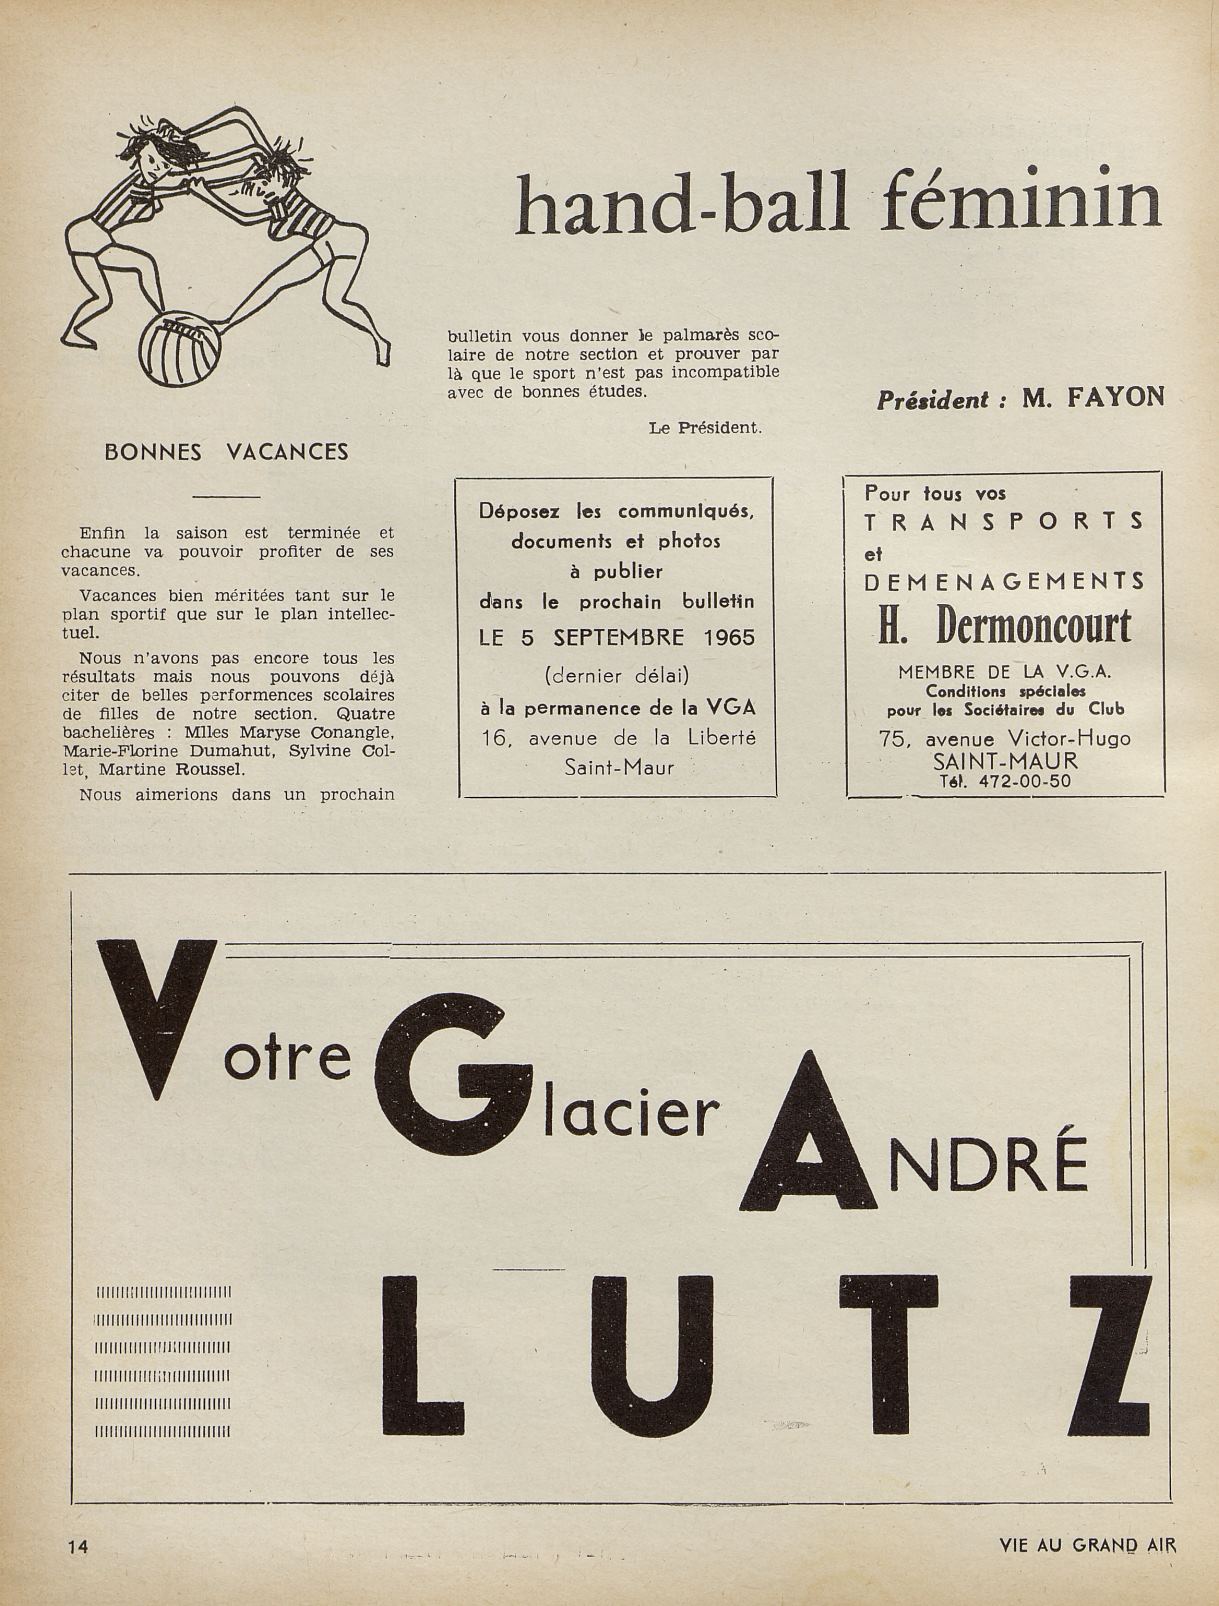 hand-ball féminin
Président : M. FAYON
BONNES VACANCES
Enfin la saison est terminée et
chacune va pouvoir profiter de ses
vacances.
Vacances bien méritées tant sur le
plan sportif que sur le plan intellec-
tuel.
Nous n'avons pas encore tous les
résultats mais nous pouvons déjà
citer de belles performences scolaires
de filles de notre section. Quatre
bachelières : Mlles Maryse Conangle,
Marie-Florine Dumahut, Sylvine Col-
let, Martine Roussel.
Nous aimerions dans un prochain
bulletin vous donner le palmarès sco-
laire de notre section et prouver par
là que le sport n'est pas incompatible
avec de bonnes études.
Le Président.
Déposez les communiqués,
documents et photos
à publier
dans le prochain bulletin
LE 5 SEPTEMBRE 1965
(dernier délai)
à la permanence de la VGA
16, avenue de la Liberté
Saint-Maur
Pour tous vos
TRANSPORTS
et
DEMENAGEMENTS
H. Dermoncourt
MEMBRE DE LA V.G.A.
Conditions spéciales
pour les Sociétaires du Club
75, avenue Victor-Hugo
SAINT-MAUR
Tél. 472-00-50
Votre Glacier ANDRÉ
LUTZ
14
VIE AU GRAND AIR